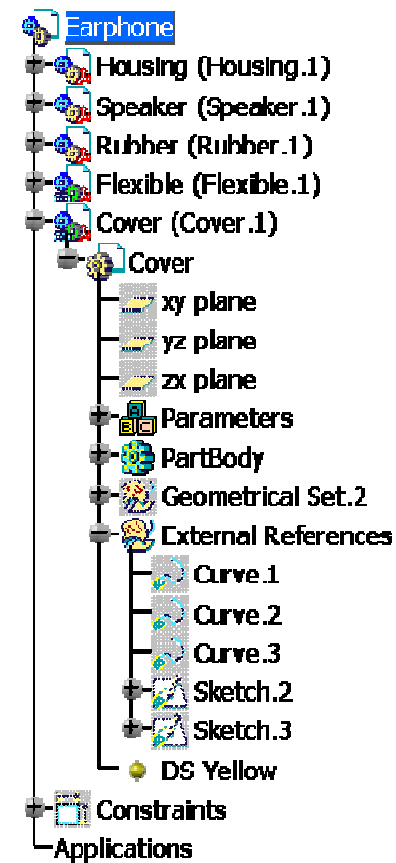 Earphone
Housing (Housing.1)
Speaker (Speaker.1)
Rubber (Rubber.1)
Flexible (Flexible.1)
Cover (Cover.1)
Cover
xy plane
yz plane
zx plane
Parameters
PartBody
Geometrical Set.2
External References
Curve.1
Curve.2
Curve.3
Sketch.2
Sketch.3
DS Yellow
Constraints
Applications